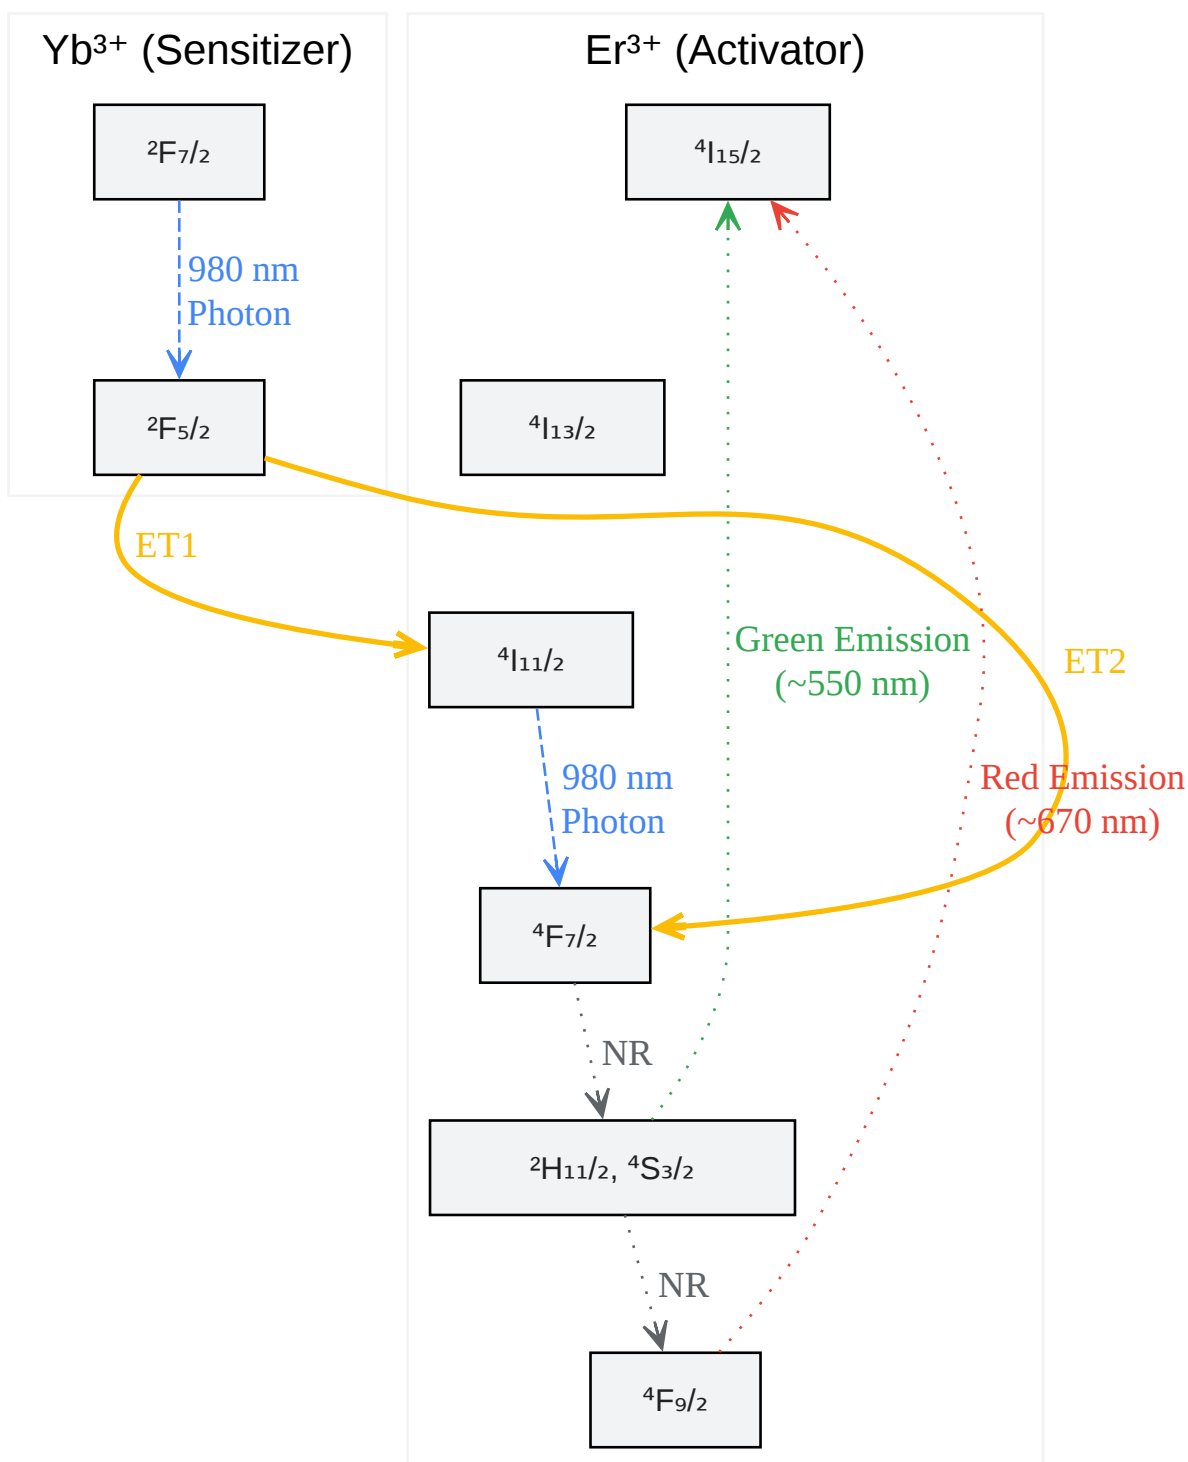 Yb³⁺ (Sensitizer)
Er³⁺ (Activator)
²F₇/₂
⁴I₁₅/₂
980 nm
Photon
²F₅/₂
⁴I₁₃/₂
ET1
⁴I₁₁/₂
Green Emission
(~550 nm)
ET2
980 nm
Photon
Red Emission
(~670 nm)
⁴F₇/₂
NR
²H₁₁/₂, ⁴S₃/₂
NR
⁴F₉/₂